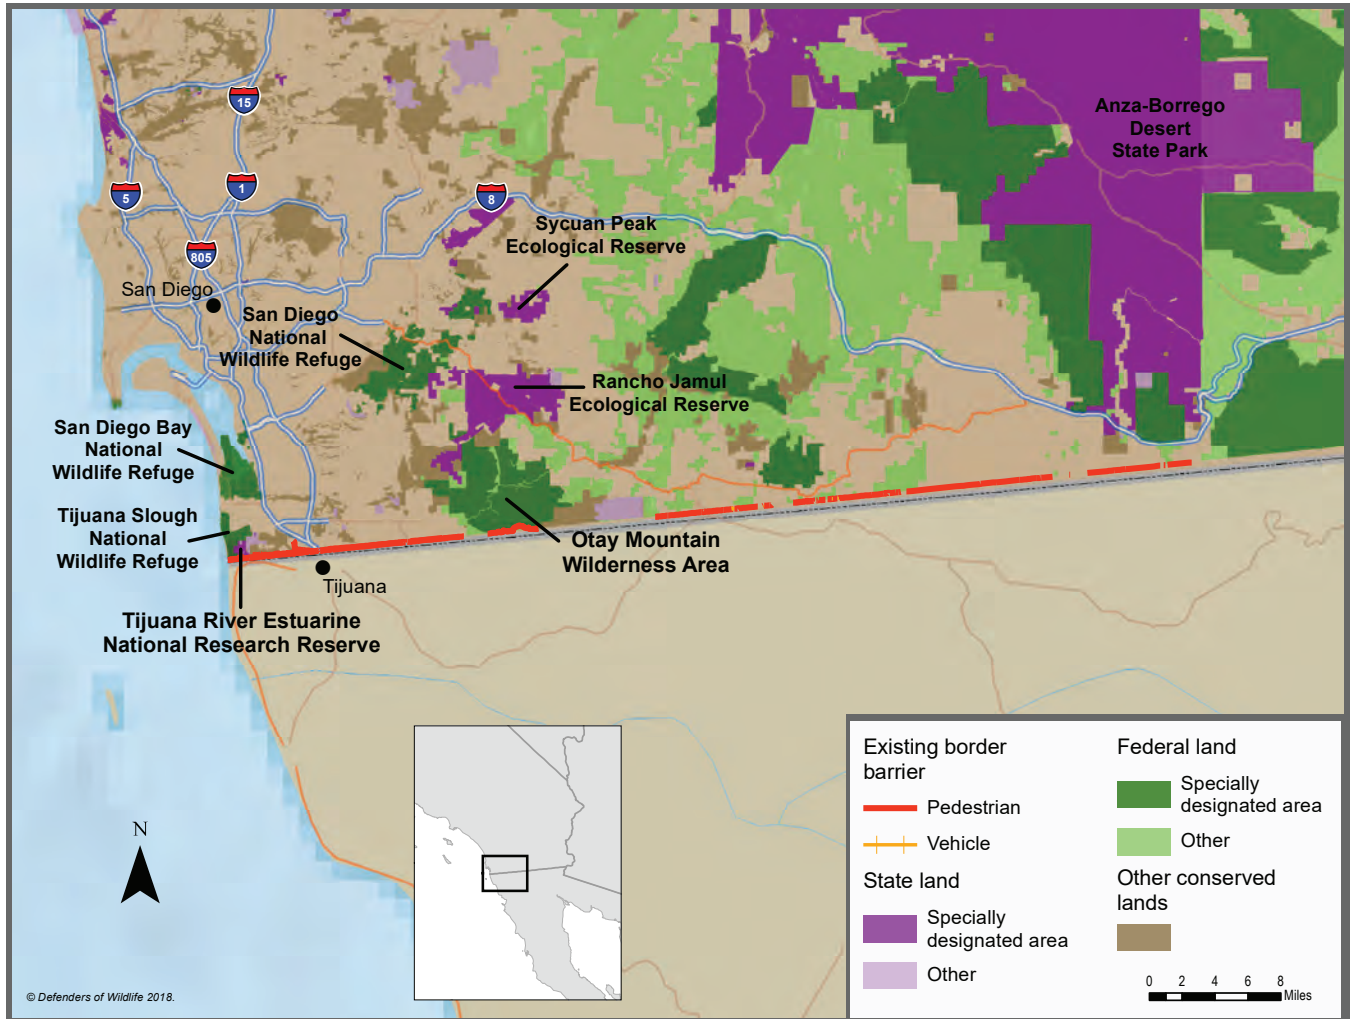 15
5
1
8
805
Anza-Borrego
Desert
State Park
Sycuan Peak
Ecological Reserve
San Diego
San Diego
National
Wildlife Refuge
Rancho Jamul
Ecological Reserve
San Diego Bay
National
Wildlife Refuge
Tijuana Slough
National
Wildlife Refuge
Otay Mountain
Wilderness Area
Tijuana
Tijuana River Estuarine
National Research Reserve
N
© Defenders of Wildlife 2018.
Existing border
barrier
Pedestrian
Vehicle
State land
Specially
designated area
Other
Federal land
Specially
designated area
Other
Other conserved
lands
0 2 4 6 8
Miles